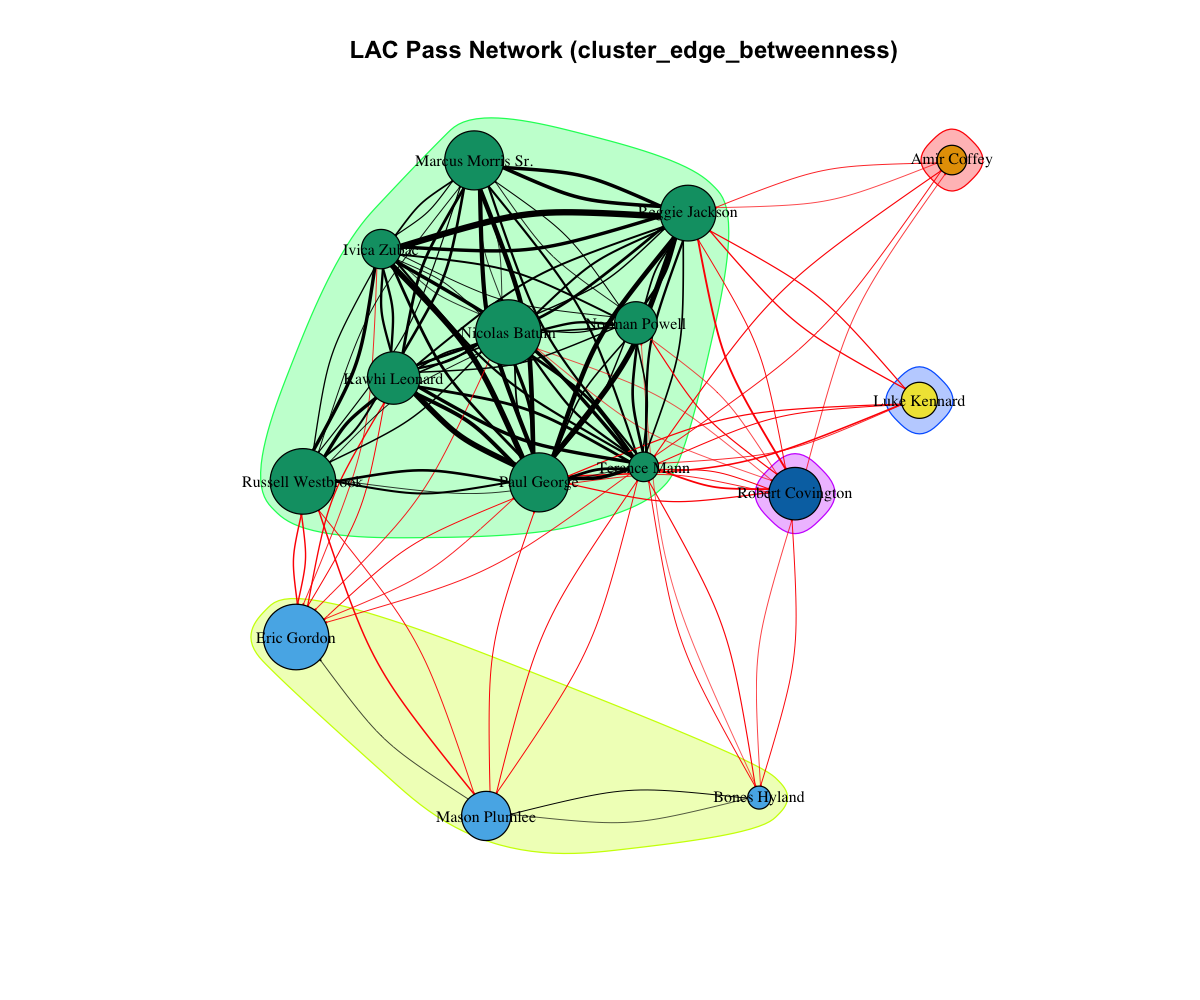 LAC Pass Network (cluster_edge_betweenness)
Marcus Morris Sr.
Amir Coffey
Reggie Jackson
Ivica Zubac
Norman Powell
Nicolas Batum
Kawhi Leonard
Luke Kennard
Terance Mann
Russell Westbrook
Paul George
Robert Covington
Eric Gordon
Bones Hyland
Mason Plumlee